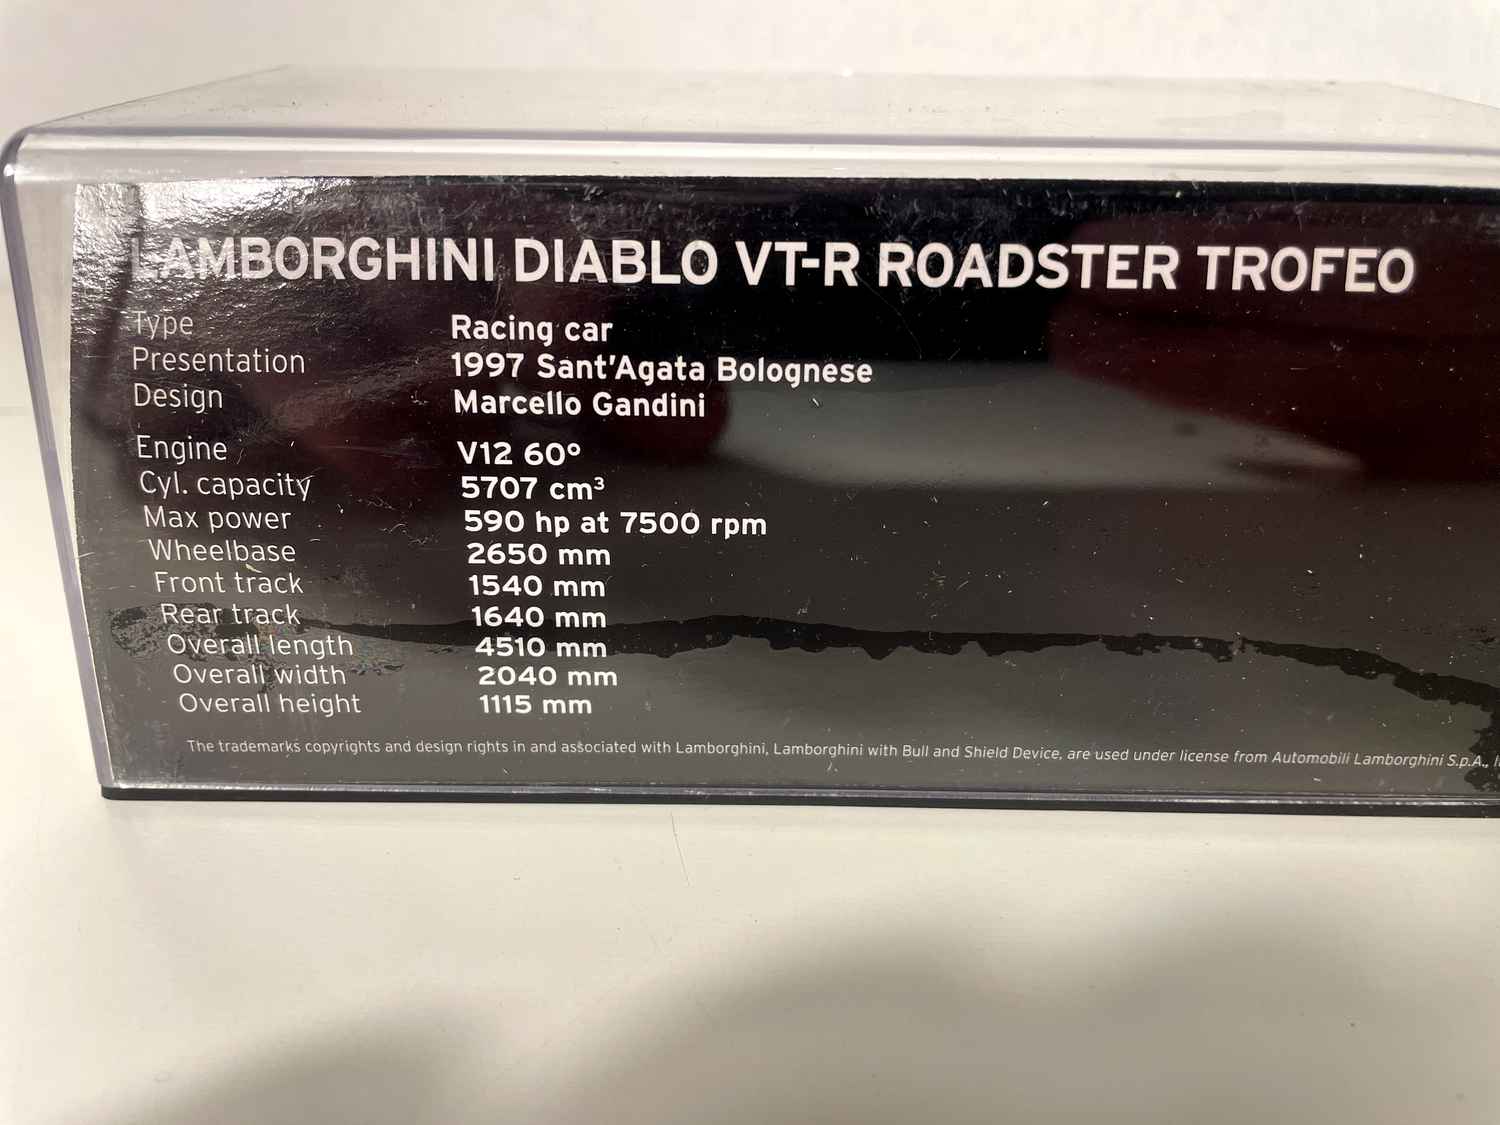 LAMBORGHINI DIABLO VT-R ROADSTER TROFEO
Type Racing car
Presentation 1997 Sant'Agata Bolognese
Design Marcello Gandini
Engine V12 60°
Cyl. capacity 5707 cm³
Max power 590 hp at 7500 rpm
Wheelbase 2650 mm
Front track 1540 mm
Rear track 1640 mm
Overall length 4510 mm
Overall width 2040 mm
Overall height 1115 mm
The trademarks copyrights and design rights in and associated with Lamborghini, Lamborghini with Bull and Shield Device, are used under license from Automobili Lamborghini S.p.A.,